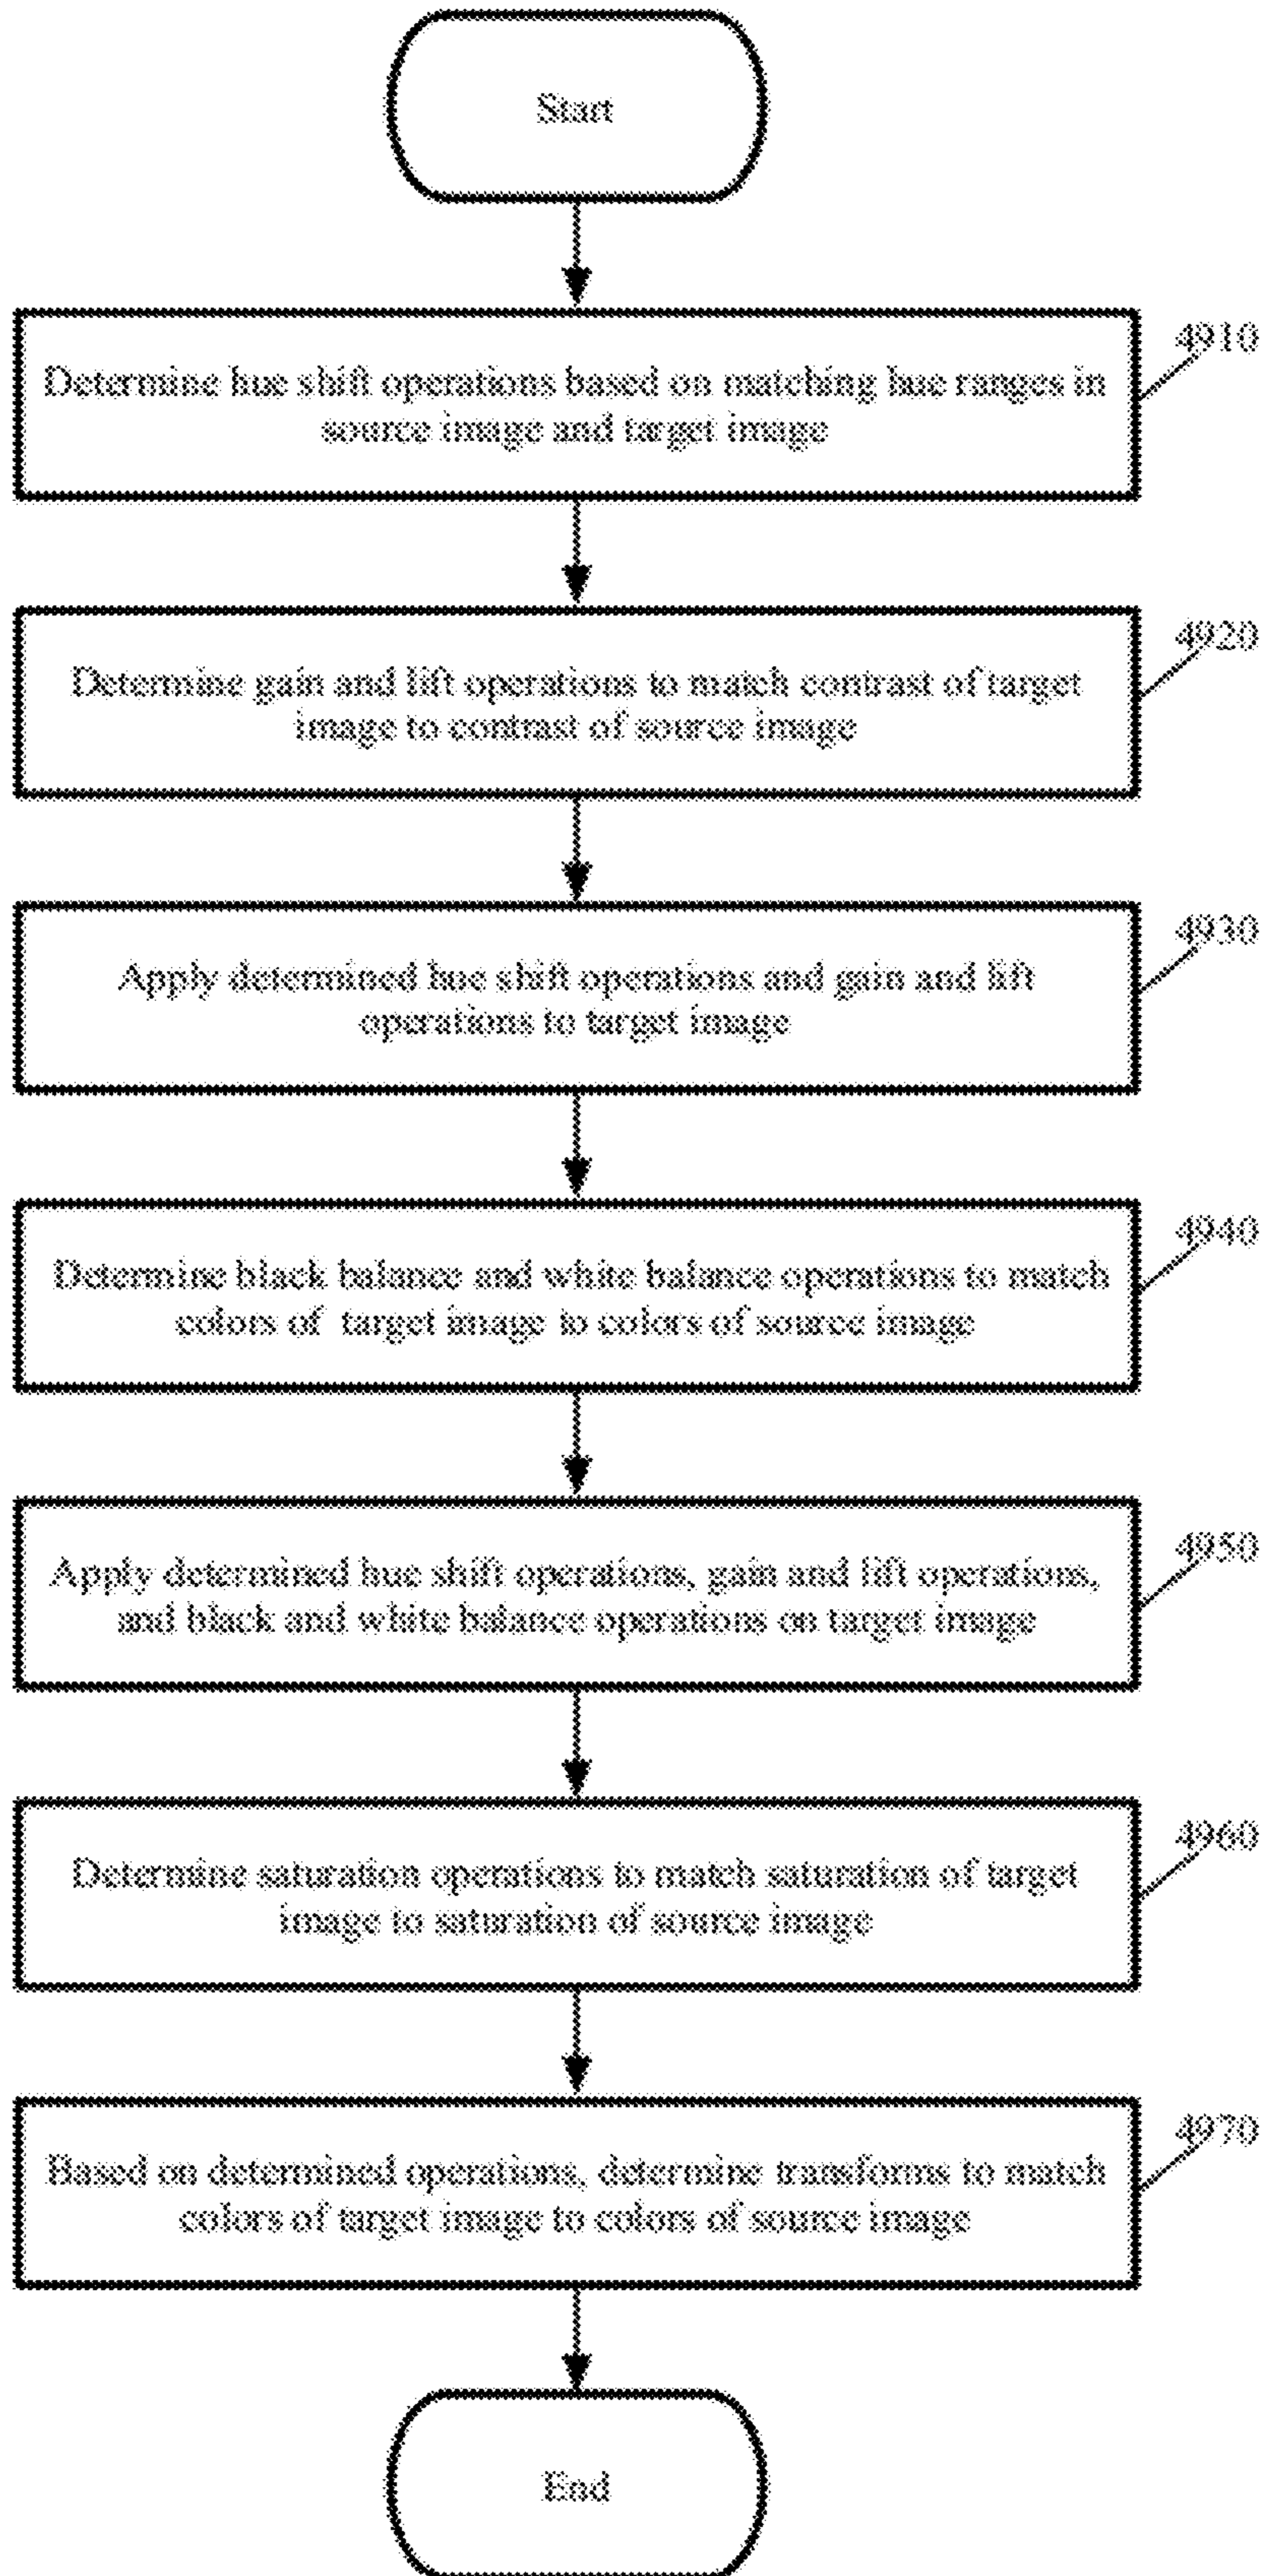 Start
4910
Determine hue shift operations based on matching hue ranges in
source image and target image
4920
Determine gain and lift operations to match contrast of target
image to contrast of source image
4930
Apply determined hue shift operations and gain and lift
operations to target image
4940
Determine black balance and white balance operations to match
colors of target image to colors of source image
4950
Apply determined hue shift operations, gain and lift operations,
and black and white balance operations on target image
4960
Determine saturation operations to match saturation of target
image to saturation of source image
4970
Based on determined operations, determine transforms to match
colors of target image to colors of source image
End